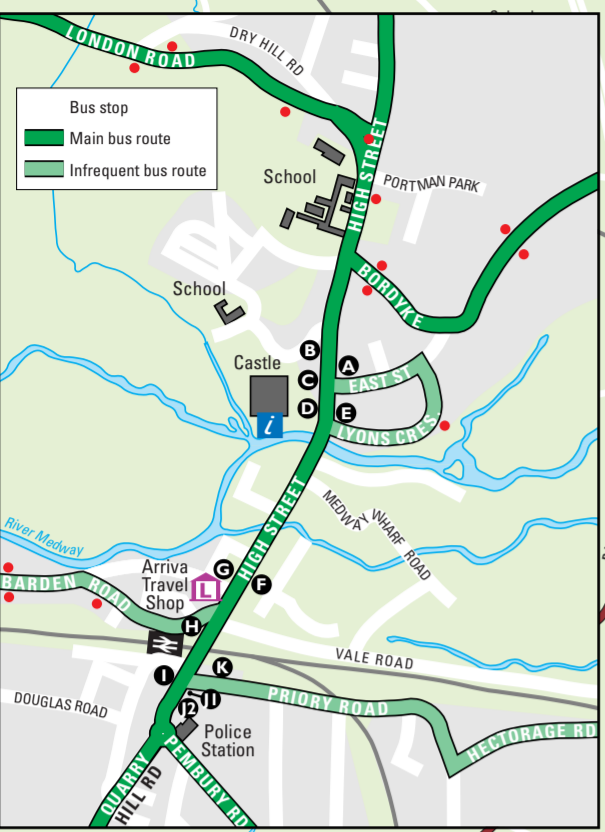 LONDON ROAD
DRY HILL RD
Bus stop
Main bus route
Infrequent bus route
School
HIGH STREET
PORTMAN PARK
BORDYKE
School
Castle
B
A
C
EAST ST
D
E
i
LYONS CRES.
HIGH STREET
MEDWAY WHARF ROAD
River Medway
Arriva
Travel
Shop
L
G
F
BARDEN ROAD
H
VALE ROAD
I
K
J1
J2
PRIORY ROAD
DOUGLAS ROAD
Police
Station
HECTORAGE RD
QUARRY
HILL RD
PEMBURY RD